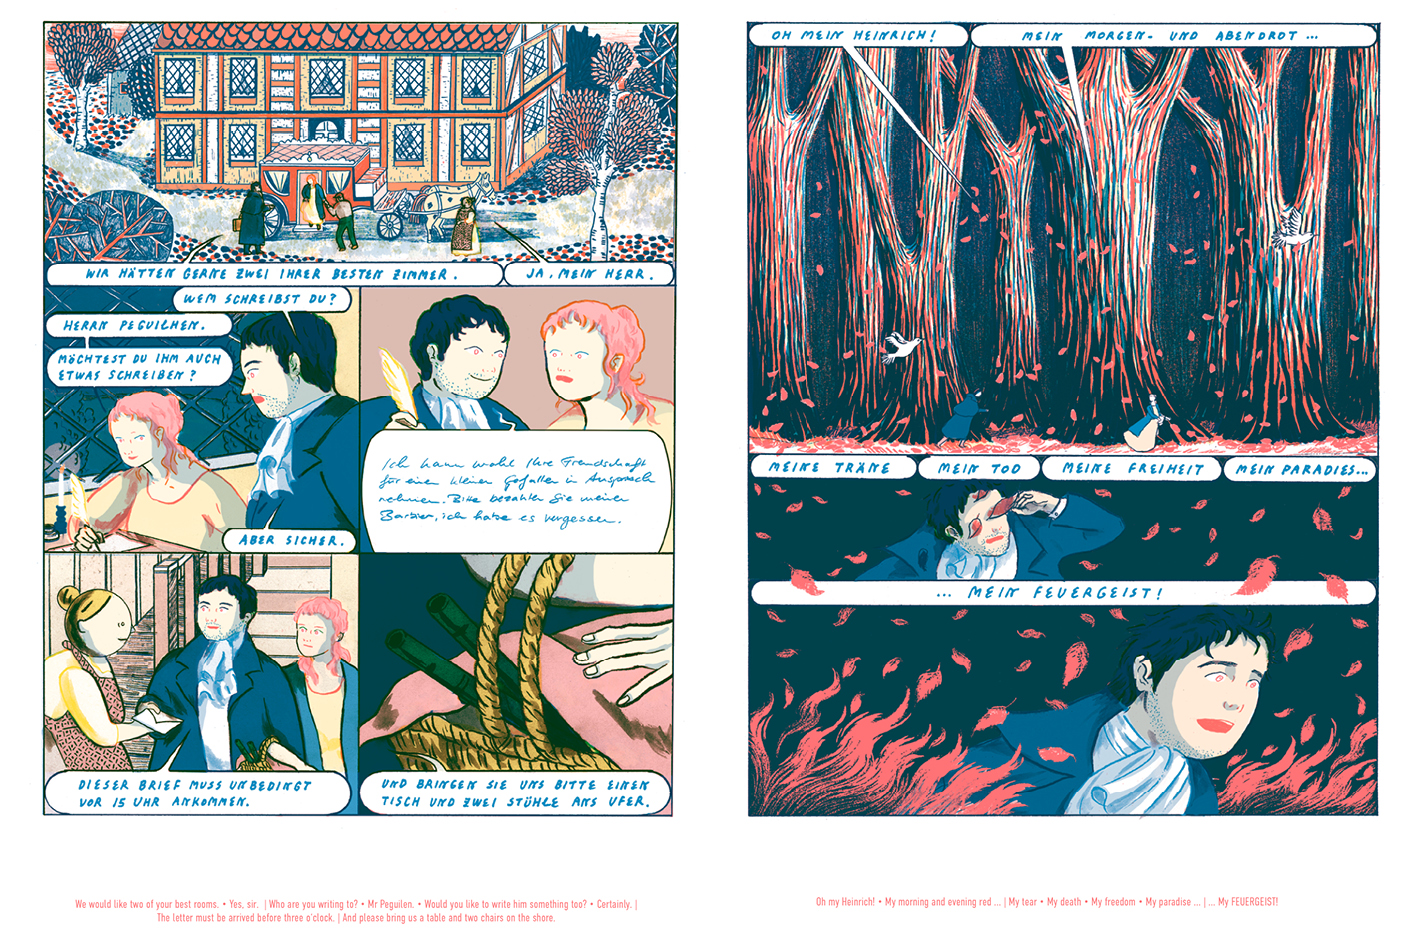 WIR HÄTTEN GERNE ZWEI IHRER BESTEN ZIMMER.
JA, MEIN HERR.
WEM SCHREIBST DU?
HERRN PEGUILHEN.
MÖCHTEST DU IHM AUCH
ETWAS SCHREIBEN?
ABER SICHER.
Ich kann wohl Ihre Freundschaft
für einen kleinen Gefallen in Anspruch
nehmen. Bitte bezahlen Sie meinen
Barbier, ich habe es vergessen.
DIESER BRIEF MUSS UNBEDINGT
VOR 15 UHR ANKOMMEN.
UND BRINGEN SIE UNS BITTE EINEN
TISCH UND ZWEI STÜHLE ANS UFER.
We would like two of your best rooms. • Yes, sir. | Who are you writing to? • Mr Peguilen. • Would you like to write him something too? • Certainly. |
The letter must be arrived before three o'clock. | And please bring us a table and two chairs on the shore.
OH MEIN HEINRICH!
MEIN MORGEN- UND ABENDROT...
MEINE TRÄNE
MEIN TOD
MEINE FREIHEIT
MEIN PARADIES...
... MEIN FEUERGEIST!
Oh my Heinrich! • My morning and evening red ... | My tear • My death • My freedom • My paradise ... | ... My FEUERGEIST!